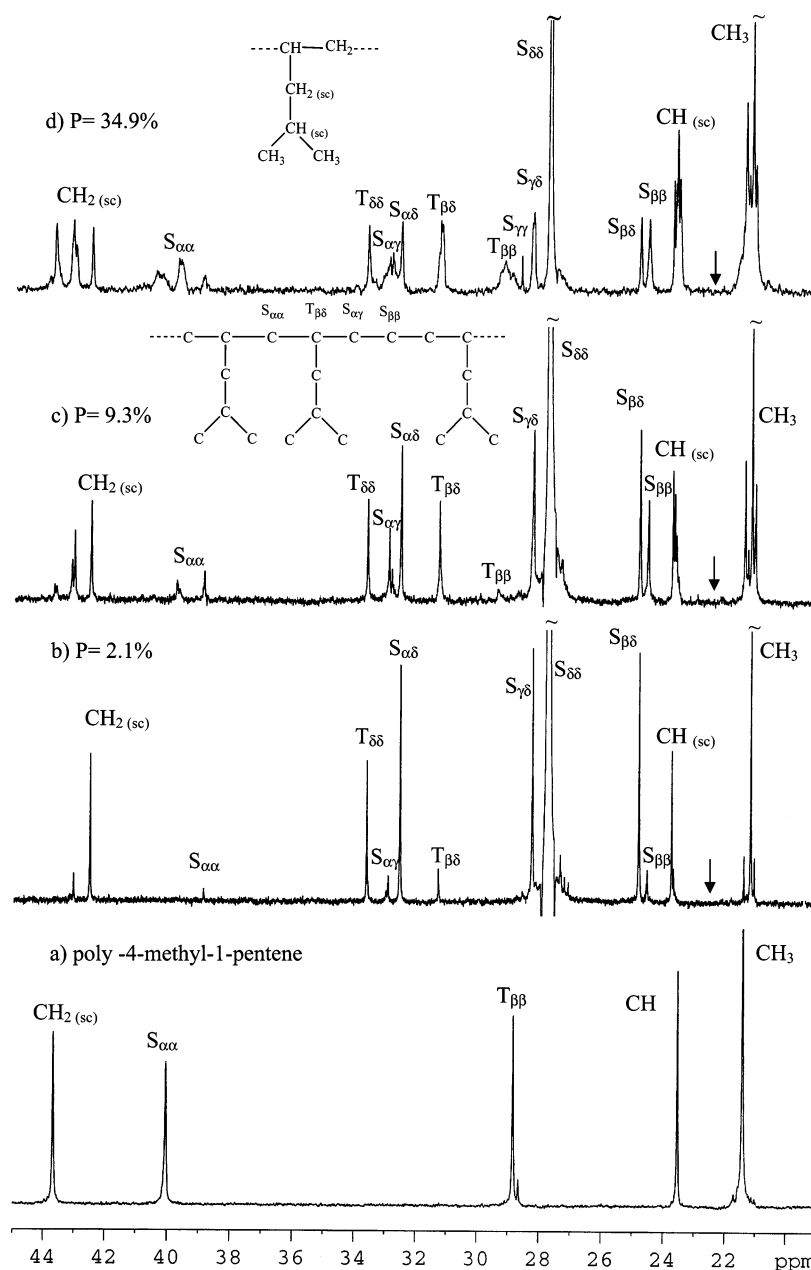 ~ ~
----CH—CH2----
CH2 (sc)
CH (sc)
CH3 CH3
d) P= 34.9%
CH2 (sc)
Sαα
Tδδ
Sαγ
Sαδ
Tβδ
Tββ
Sγγ
Sγδ
Sδδ
Sβδ
Sββ
CH (sc)
CH3
Sαα Tβδ Sαγ Sββ
----C—C—C—C—C—C—C—C----
C C C
C C C
C C C C C C
c) P= 9.3%
CH2 (sc)
Sαα
Tδδ
Sαγ
Sαδ
Tβδ
Tββ
Sγδ
~
Sδδ
Sβδ
Sββ
CH (sc)
~
CH3
b) P= 2.1%
CH2 (sc)
Sαα
Tδδ
Sαγ
Sαδ
Tβδ
Sγδ
~
Sδδ
Sβδ
Sββ
CH (sc)
~
CH3
a) poly -4-methyl-1-pentene
CH2 (sc)
Sαα
Tββ
CH
CH3
44 42 40 38 36 34 32 30 28 26 24 22 ppm